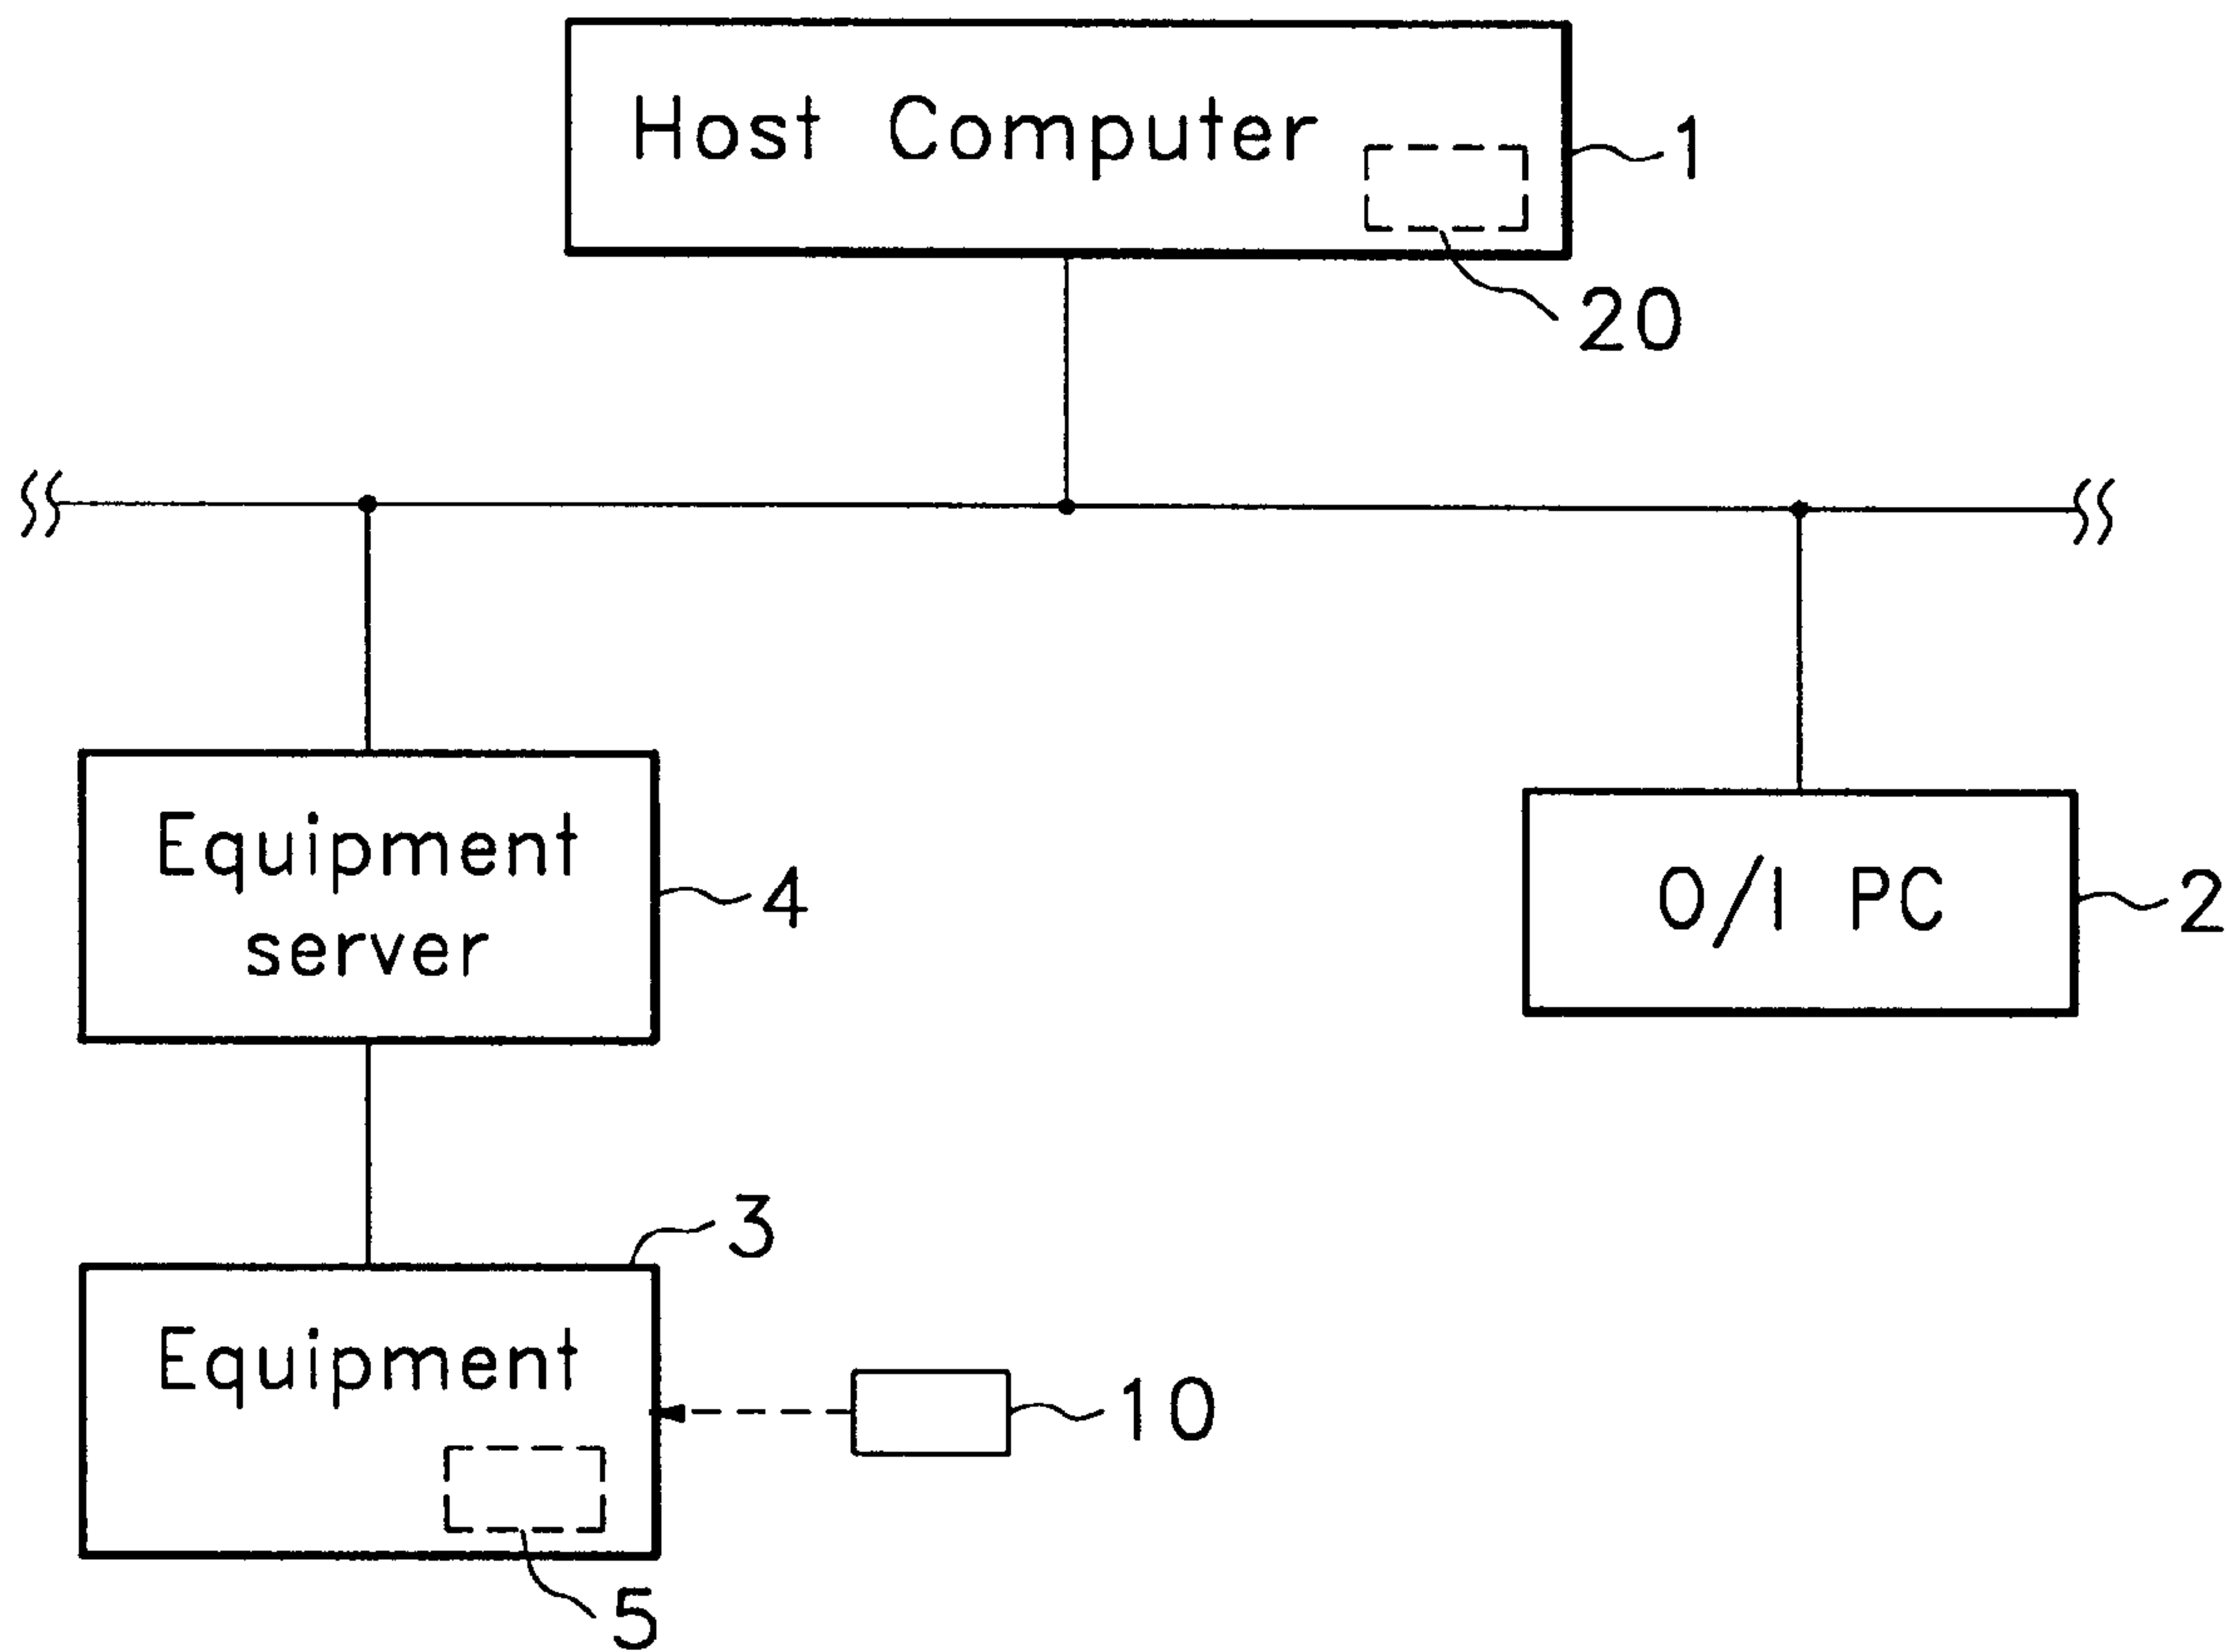 Host Computer
1
20
Equipment
server
4
O/I PC
2
3
Equipment
10
5